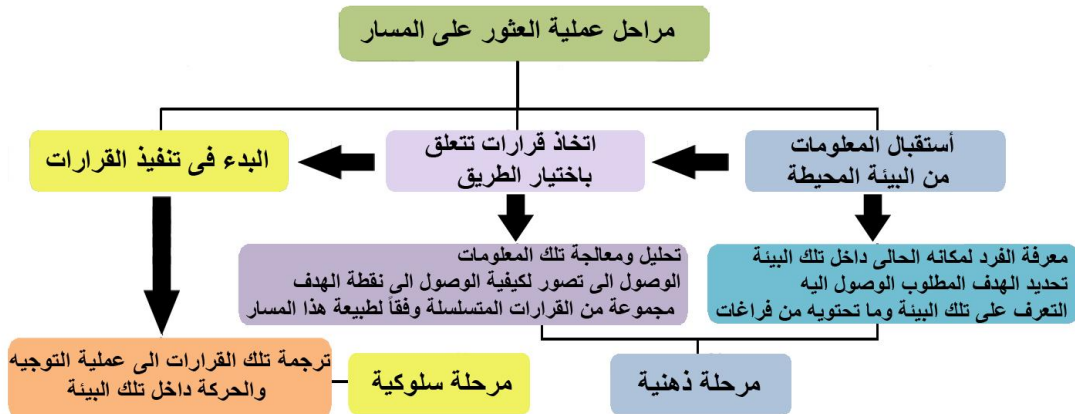 مراحل عملية العثور على المسار
أستقبال المعلومات
من البيئة المحيطة
اتخاذ قرارات تتعلق
باختيار الطريق
البدء فى تنفيذ القرارات
معرفة الفرد لمكانه الحالى داخل تلك البيئة
تحديد الهدف المطلوب الوصول اليه
التعرف على تلك البيئة وما تحتويه من فراغات
تحليل ومعالجة تلك المعلومات
الوصول الى تصور لكيفية الوصول الى نقطة الهدف
مجموعة من القرارات المتسلسلة وفقاً لطبيعة هذا المسار
ترجمة تلك القرارات الى عملية التوجيه
والحركة داخل تلك البيئة
مرحلة ذهنية
مرحلة سلوكية